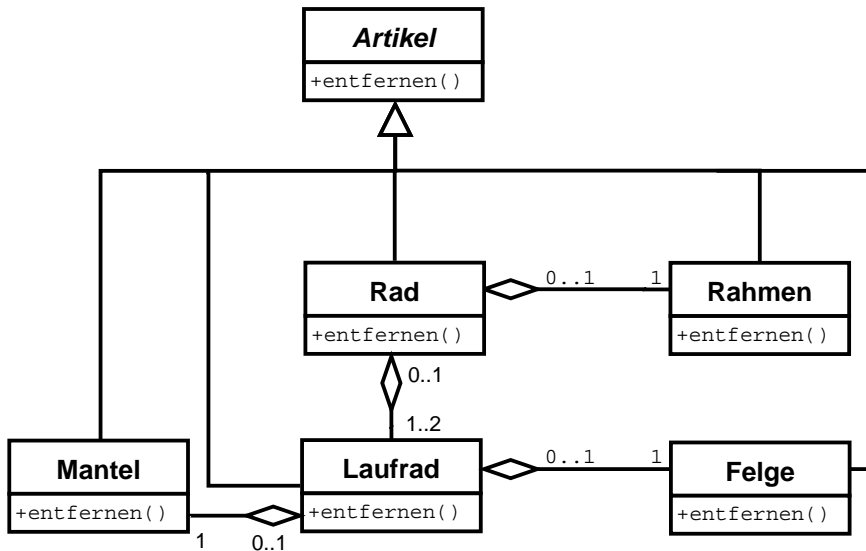 Artikel
+entfernen()
Rad
+entfernen()
0..1
1
Rahmen
+entfernen()
0..1
1..2
Mantel
+entfernen()
1
0..1
Laufrad
+entfernen()
0..1
1
Felge
+entfernen()